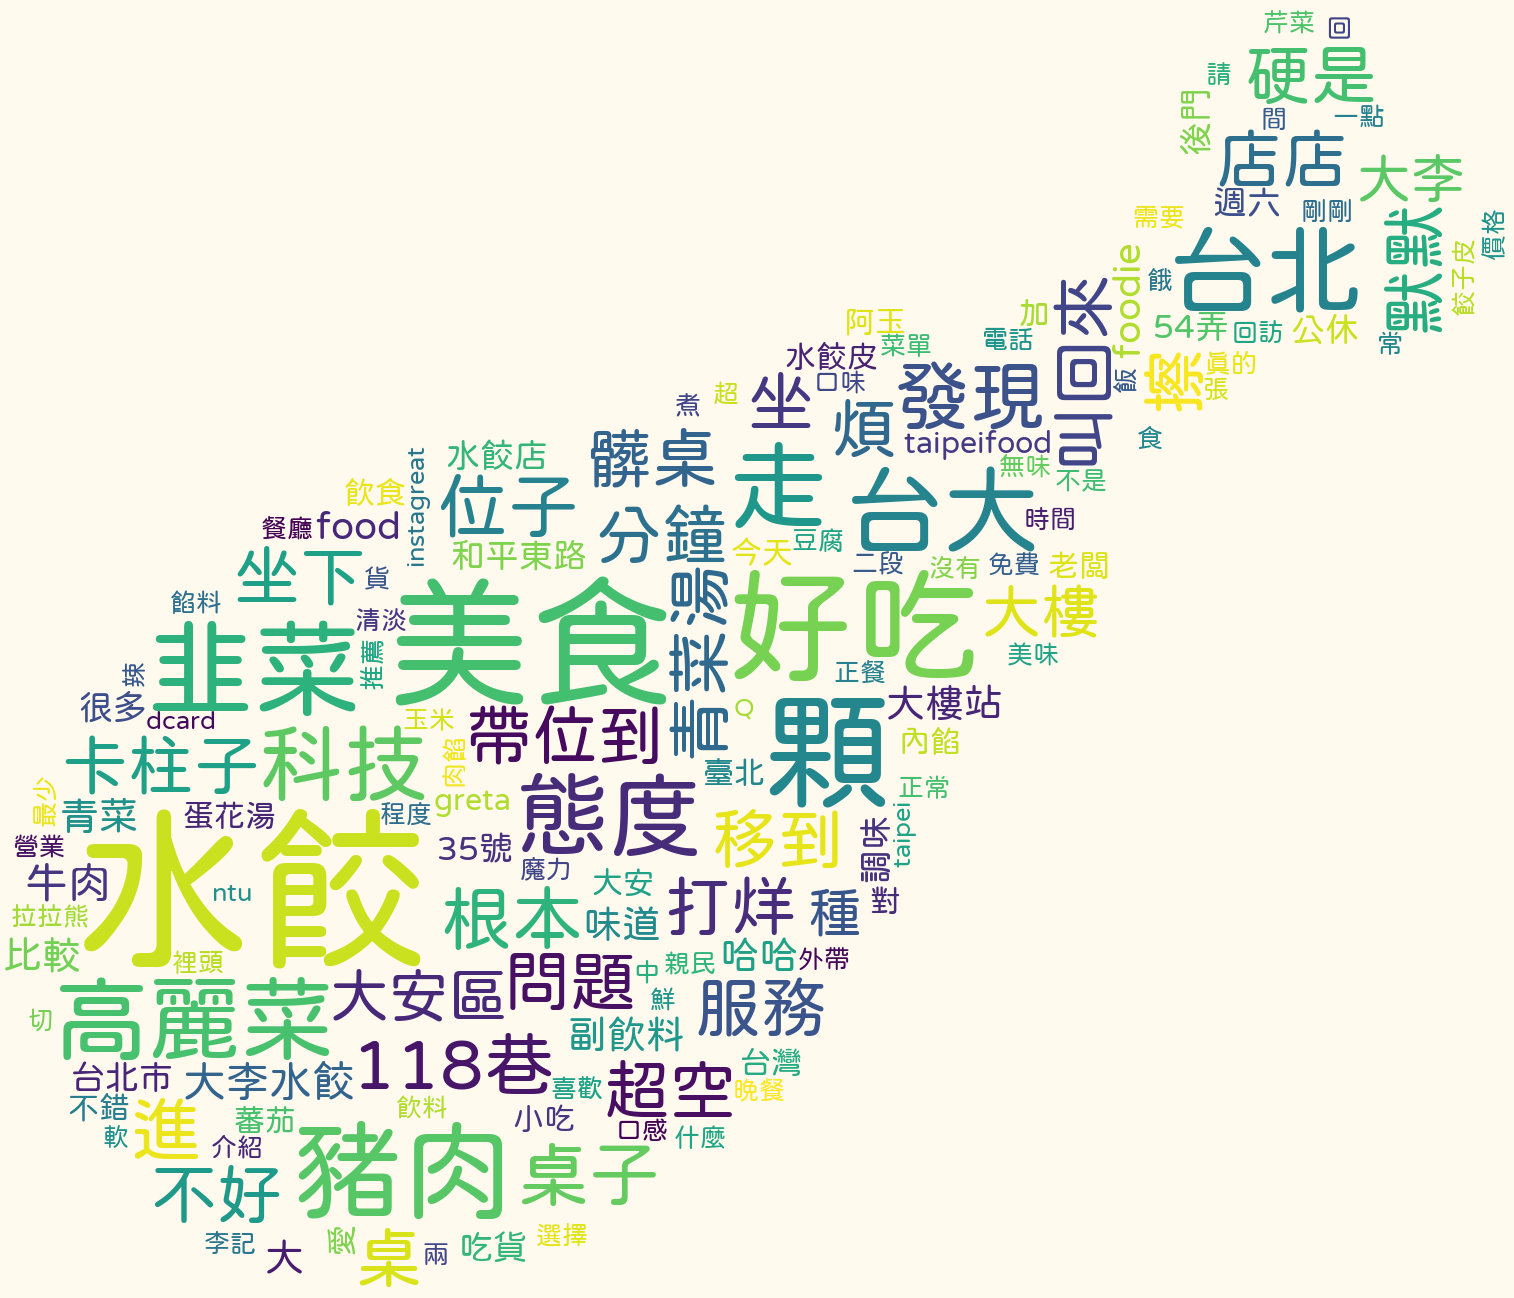 芹菜
回
硬是
請
後門
間
一點
店店
大李
週六
剛剛
需要
默默
價格
餃子皮
台北
foodie
餓
叫回來
加
54弄
回訪
公休
常
阿玉
菜單
電話
水餃皮
口味
發現
飯
擦
真的
張
超
煮
坐
煩
taipeifood
食
水餃店
髒桌
走
台大
無味
不是
instagreat
飲食
位子
分鐘
時間
餐廳
food
和平東路
今天
豆腐
二段
沒有
免費
老闆
坐下
貨
餡料
清淡
美食
青菜湯
好吃
大樓
美味
韭菜
推薦
辣
正餐
很多
dcard
玉米
帶位到
Q
顆
大樓站
內餡
卡柱子
科技
肉餡
臺北
正常
最少
青菜
蛋花湯
程度
greta
態度
移到
taipei
調味
營業
35號
魔力
牛肉
水餃
ntu
大安
打烊
種
對
拉拉熊
根本
味道
比較
裡頭
問題
中
親民
哈哈
外帶
切
高麗菜
大安區
鮮
服務
副飲料
台北市
大李水餃
118巷
喜歡
超空
台灣
晚餐
不錯
進
軟
蕃茄
飲料
小吃
口感
什麼
介紹
不好
豬肉
桌子
李記
大
愛
桌
兩
吃貨
選擇